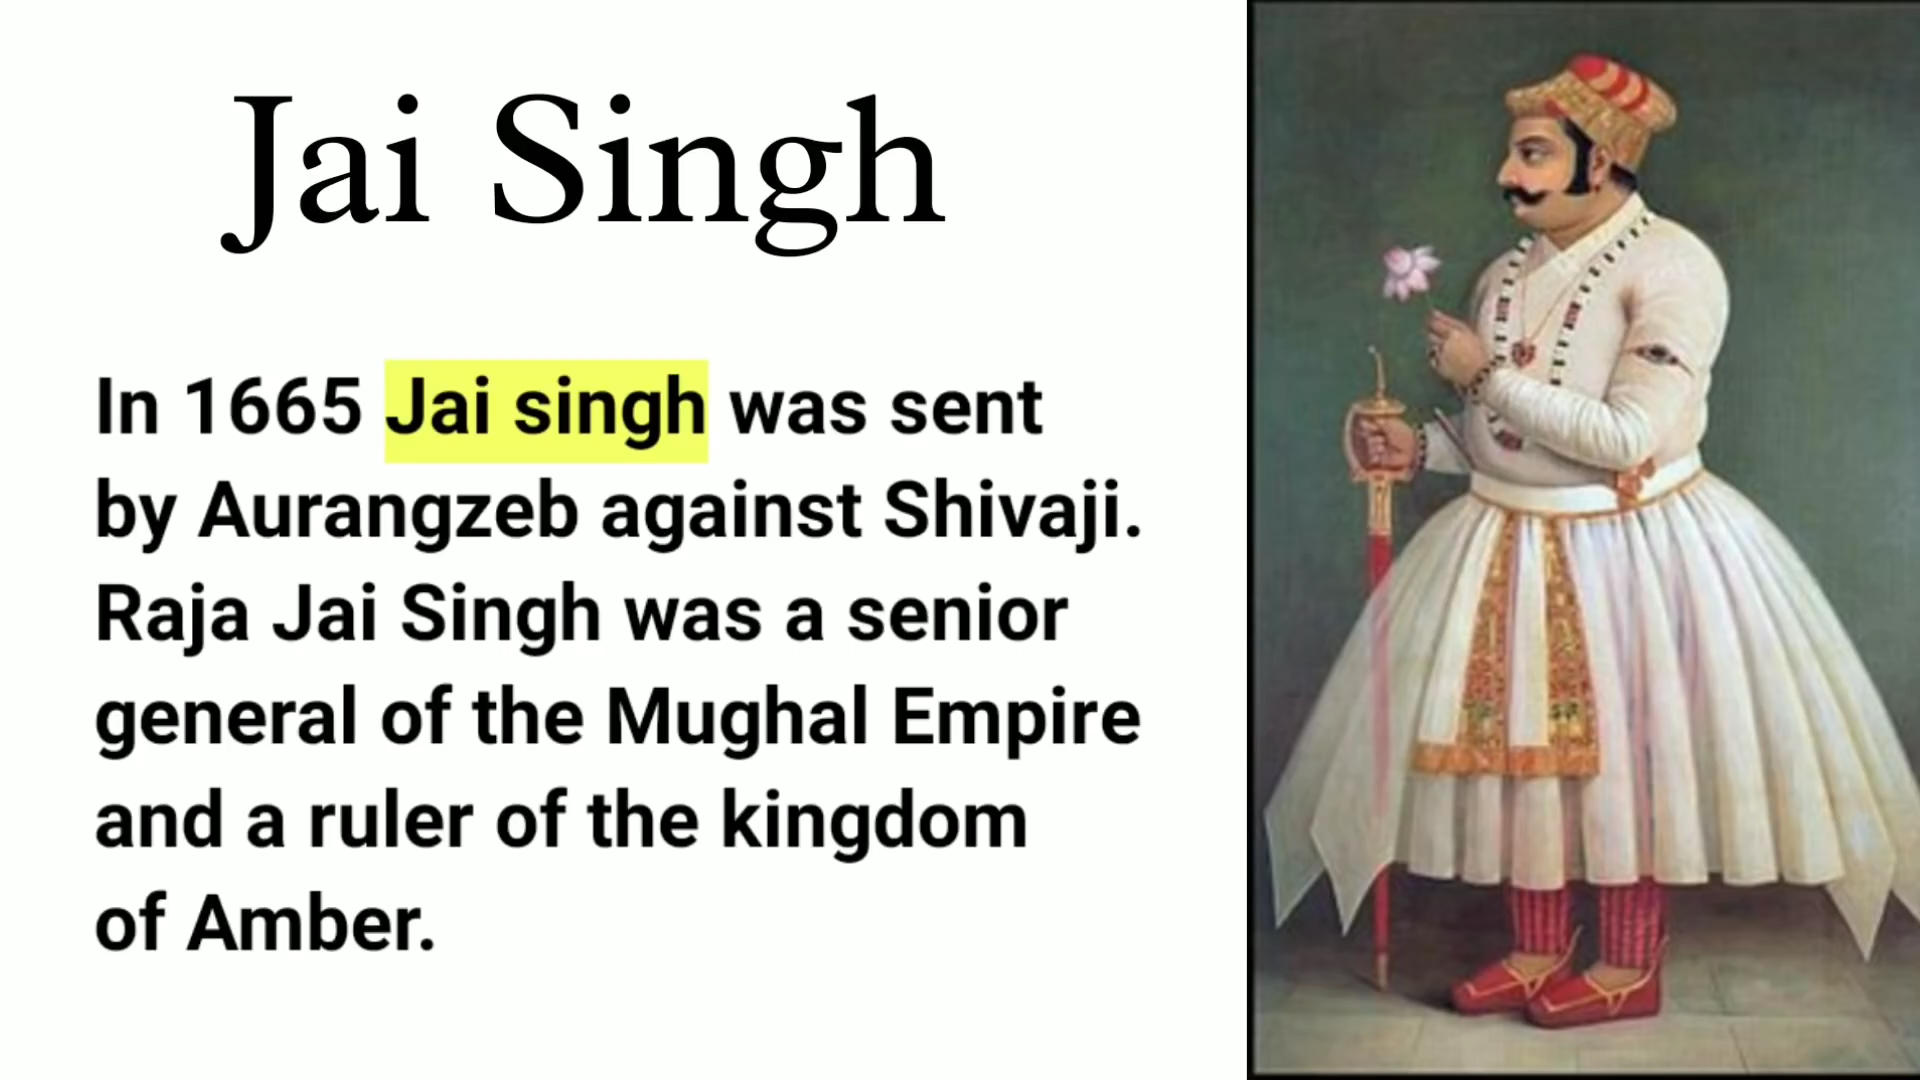 Jai Singh
In 1665 Jai singh was sent
by Aurangzeb against Shivaji.
Raja Jai Singh was a senior
general of the Mughal Empire
and a ruler of the kingdom
of Amber.